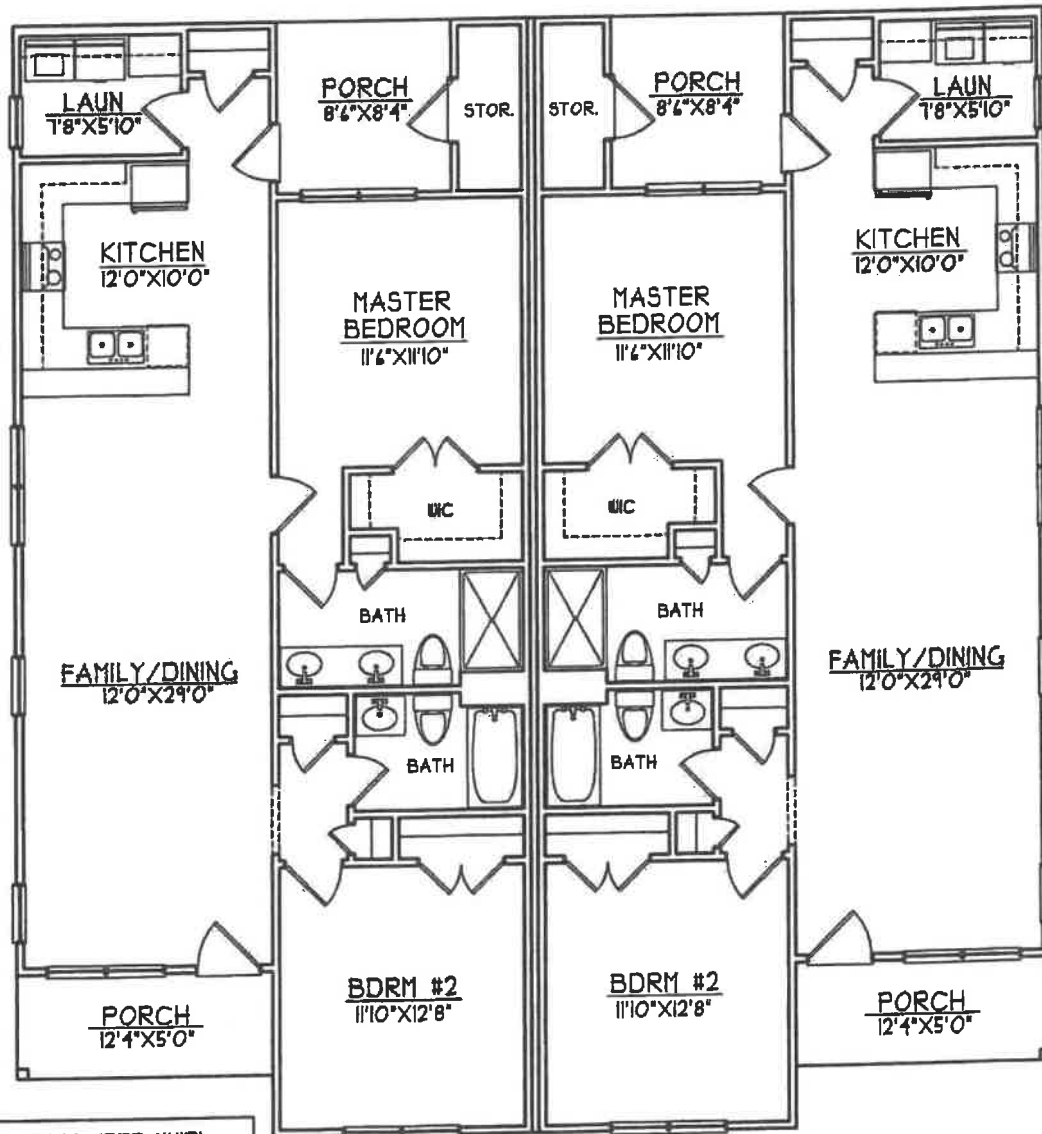 LAUN
7'8"X5'10"
PORCH
8'6"X8'4"
STOR.
STOR.
PORCH
8'6"X8'4"
LAUN
7'8"X5'10"
KITCHEN
12'0"X10'0"
MASTER
BEDROOM
11'6"X11'10"
MASTER
BEDROOM
11'6"X11'10"
KITCHEN
12'0"X10'0"
WIC
WIC
BATH
BATH
FAMILY/DINING
12'0"X29'0"
FAMILY/DINING
12'0"X29'0"
BATH
BATH
BDRM #2
11'10"X12'8"
BDRM #2
11'10"X12'8"
PORCH
12'4"X5'0"
PORCH
12'4"X5'0"